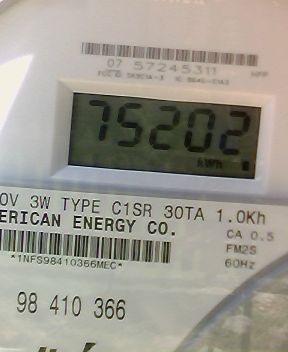 07 57245311
75202
kWh
0V 3W TYPE C1SR 30TA 1.0Kh
ERICAN ENERGY CO.
CA 0.5
FM2S
60Hz
*1NFS98410366MEC*
98 410 366